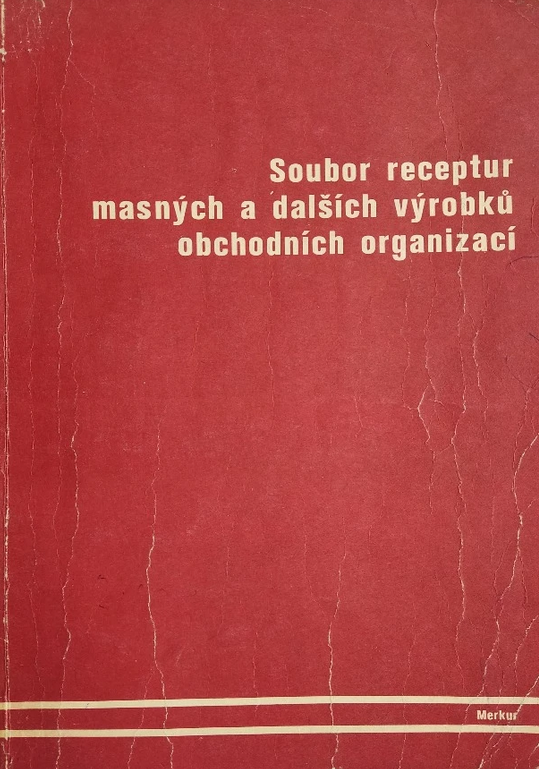 Soubor receptur
masných a dalších výrobků
obchodních organizací
Merkur